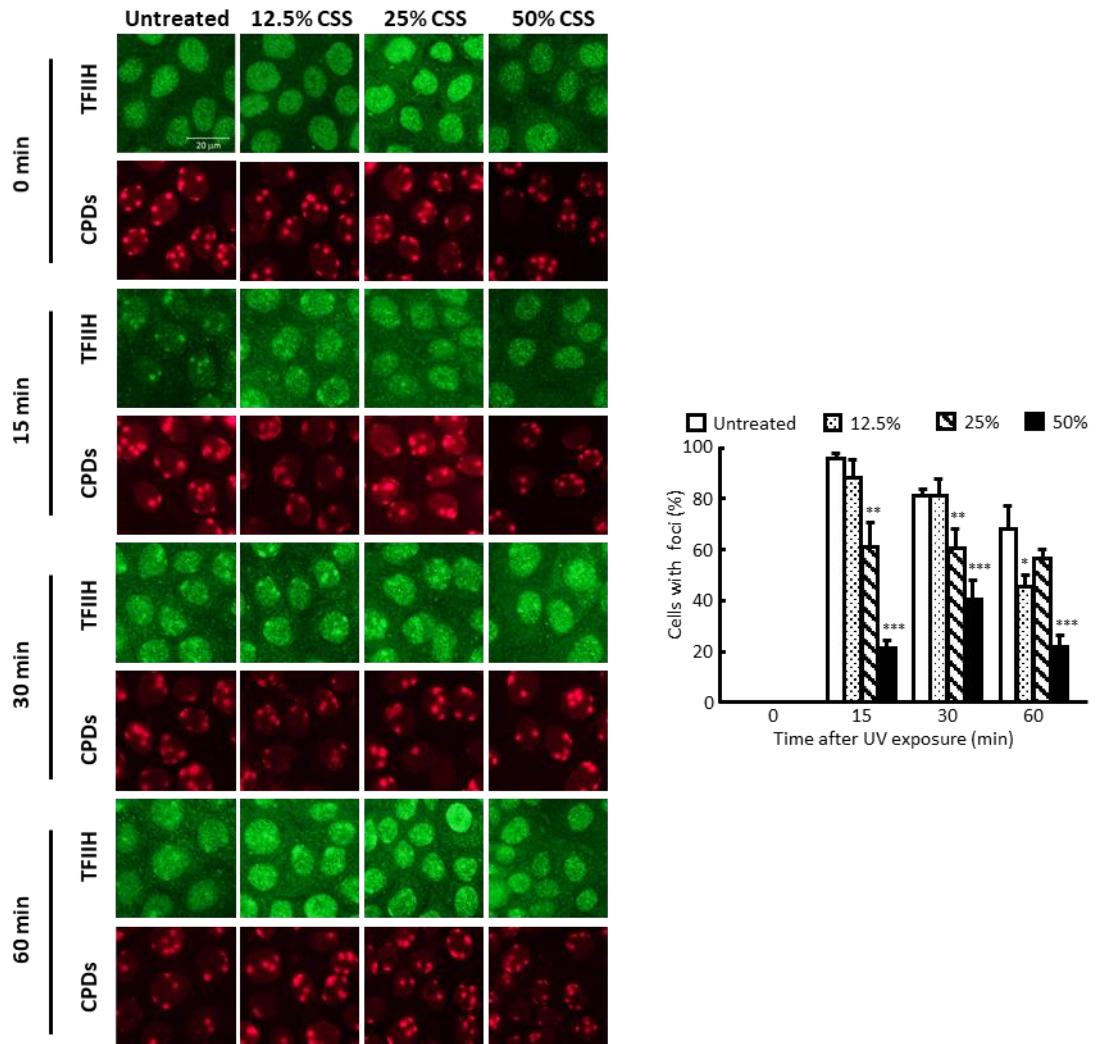 Untreated 12.5% CSS 25% CSS 50% CSS
0 min
TFIIH
20 μm
CPDs
15 min
TFIIH
CPDs
30 min
TFIIH
CPDs
60 min
TFIIH
CPDs
Untreated 12.5% 25% 50%
Cells with foci (%)
100
80
60
40
20
0
** *** ** *** * ***
0 15 30 60
Time after UV exposure (min)